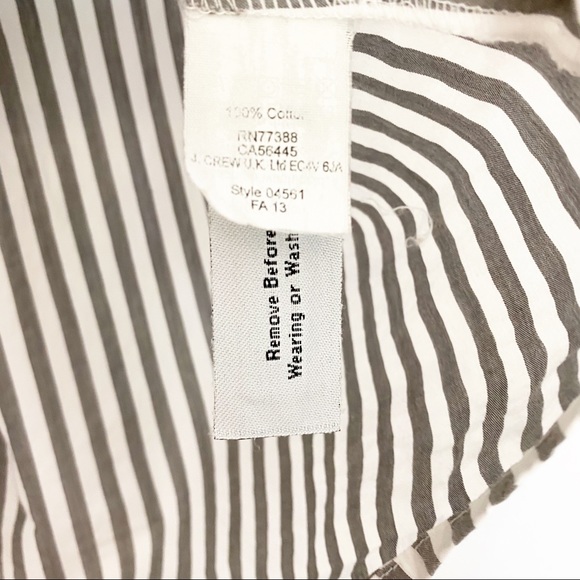 100% Cotton
RN77388
CA56445
J. CREW U.K. Ltd EC4V 6JA
Style 04561
FA 13
Remove Before
Wearing or Wash